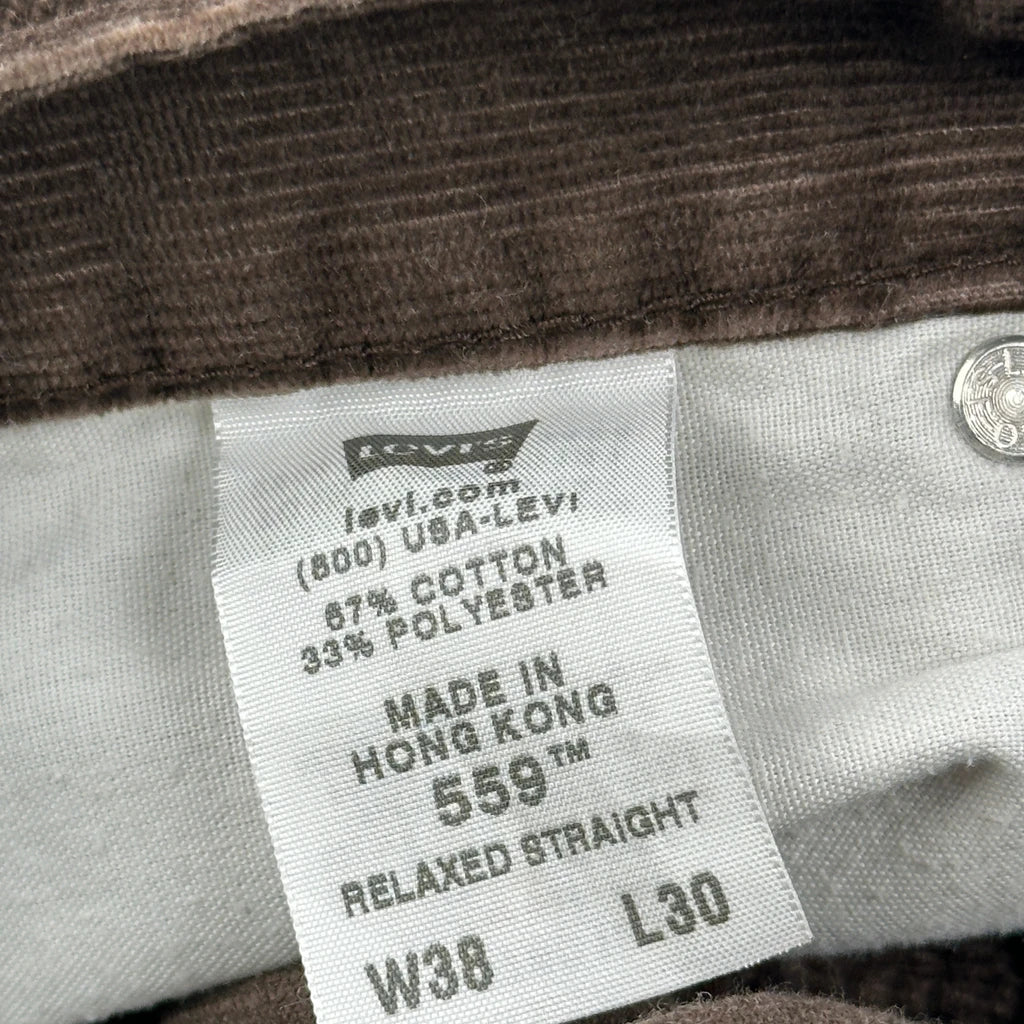 LEVI'S
levi.com
(800) USA-LEVI
67% COTTON
33% POLYESTER
MADE IN
HONG KONG
559™
RELAXED STRAIGHT
W38 L30